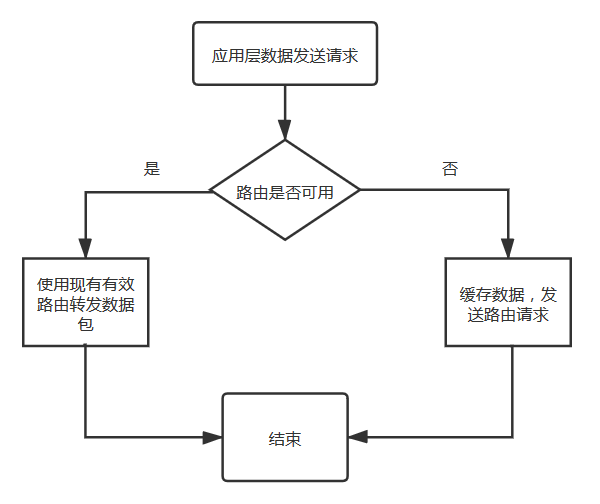 应用层数据发送请求
是
否
路由是否可用
使用现有有效
路由转发数据
包
缓存数据，发
送路由请求
结束